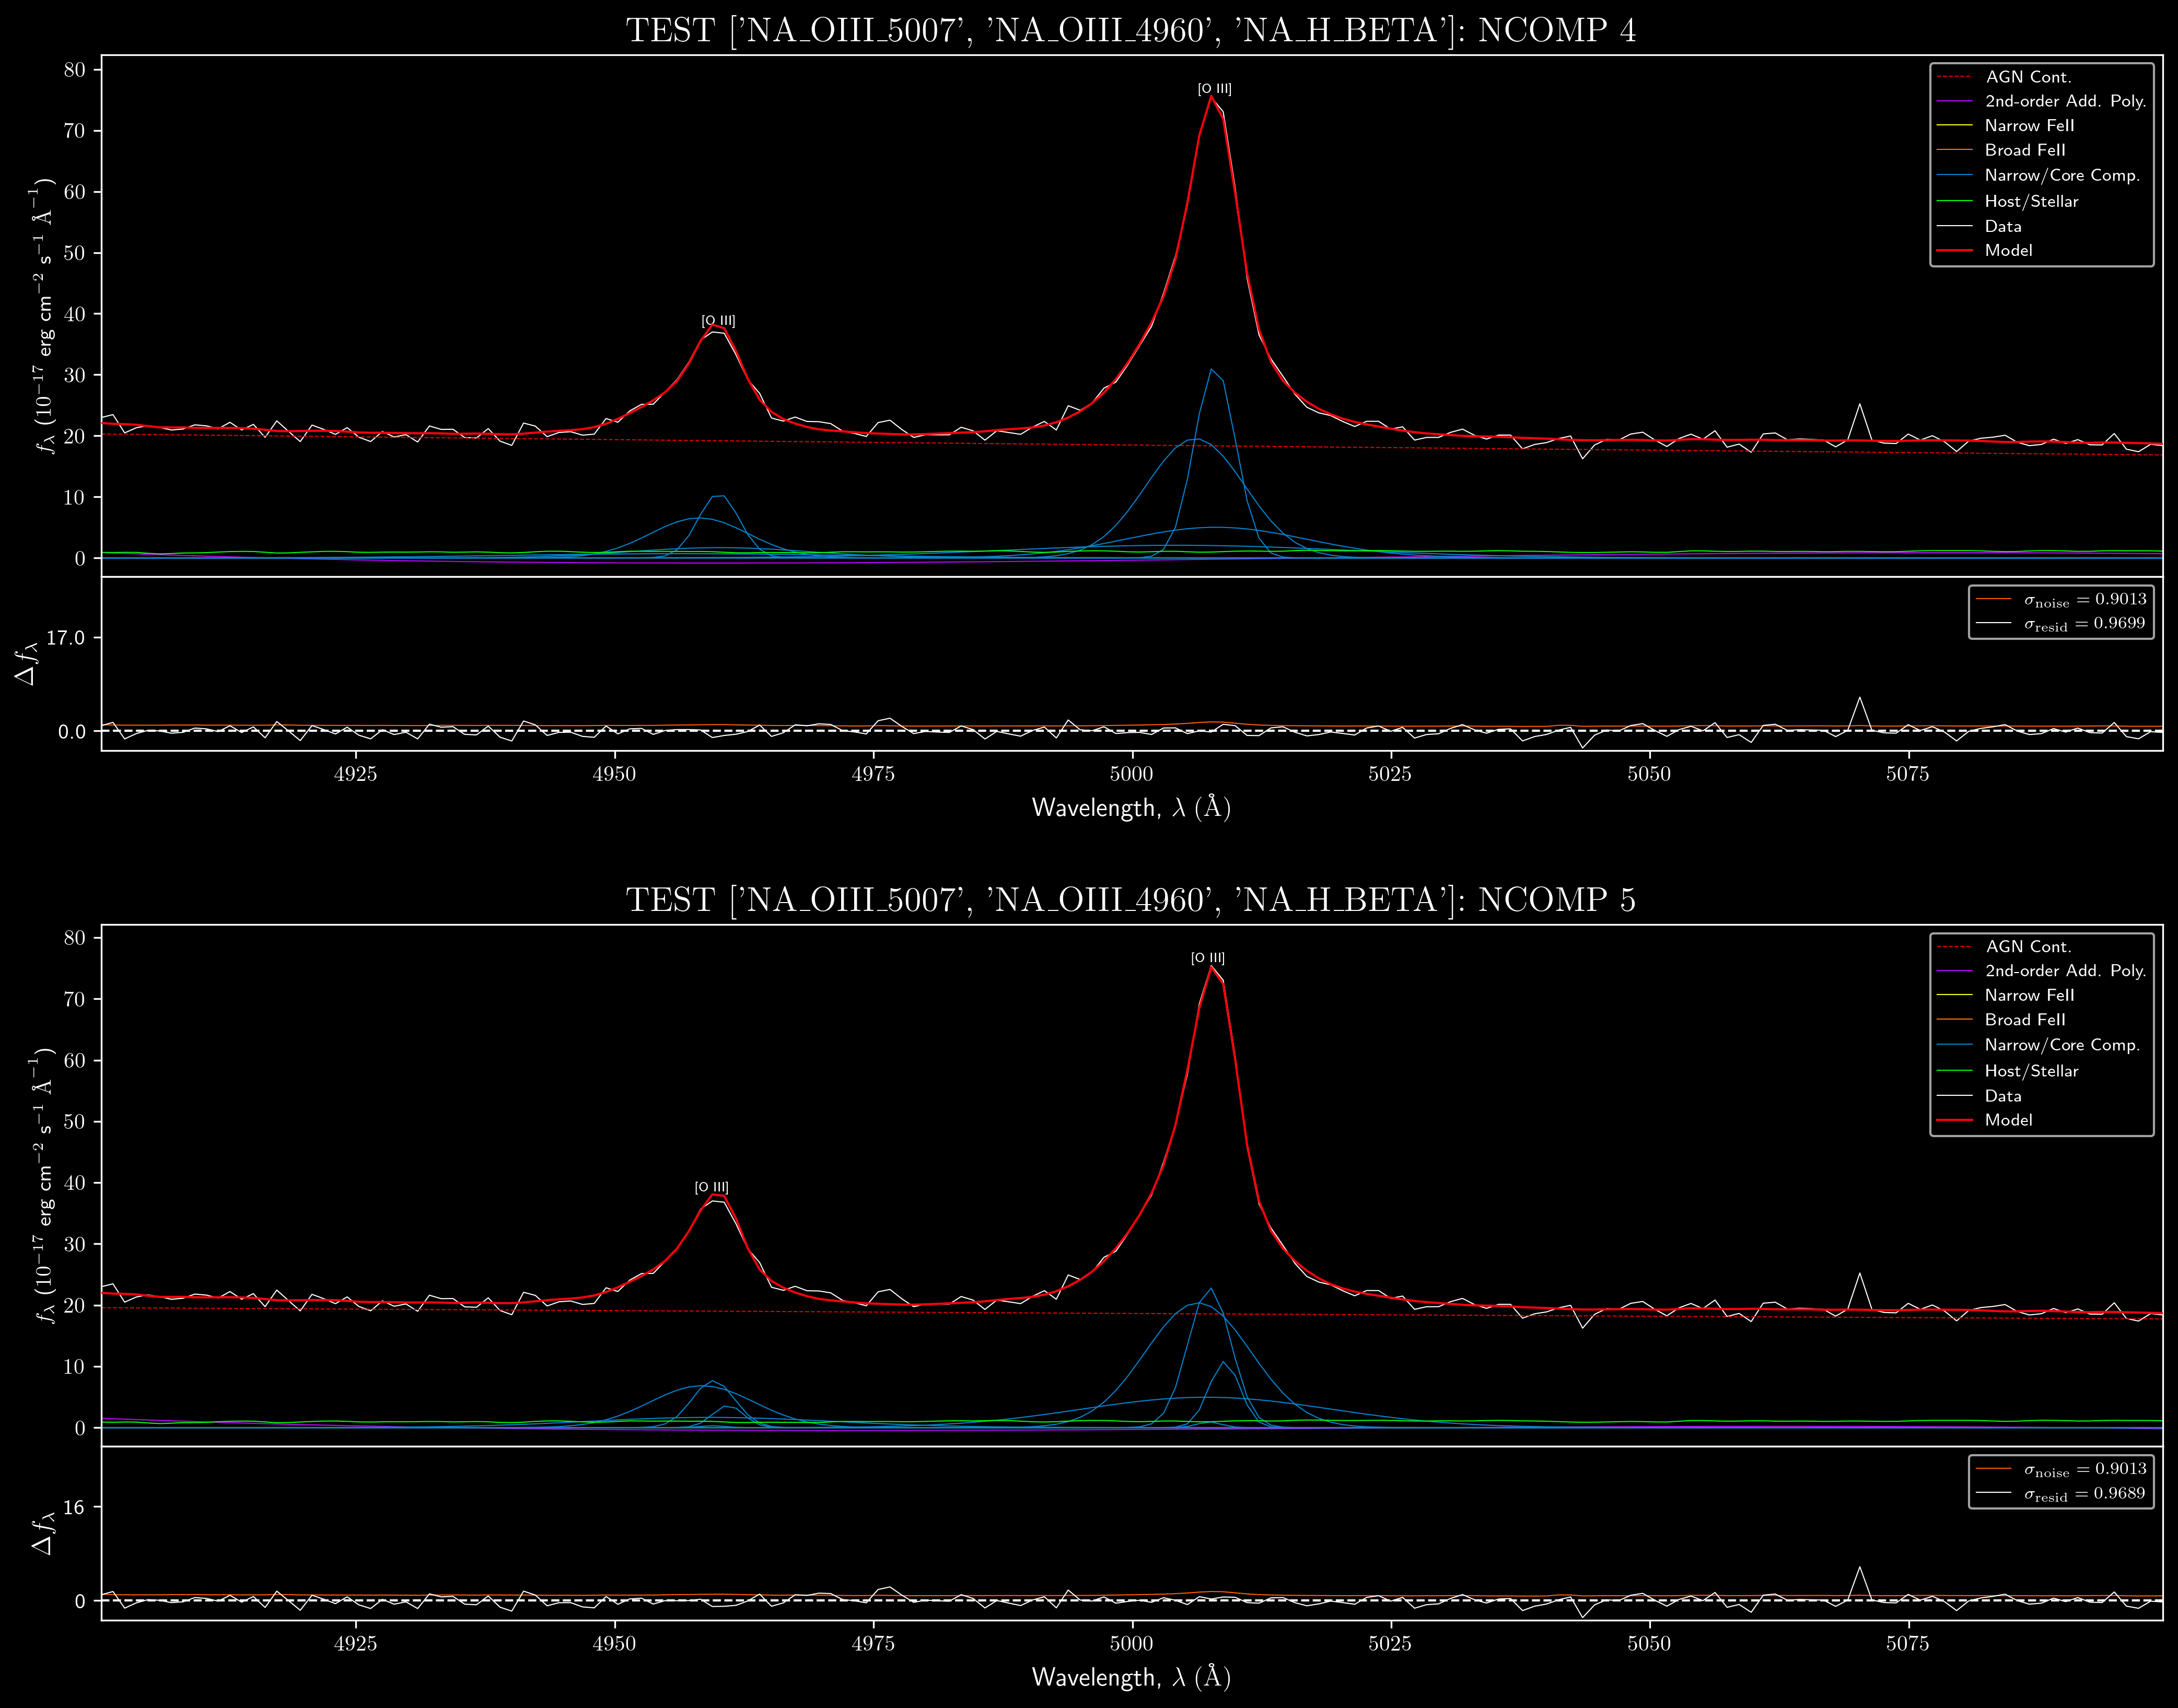 TEST ['NA_OIII_5007', 'NA_OIII_4960', 'NA_H_BETA']: NCOMP 4
80
70
60
50
40
30
20
10
0
fλ (10−17 erg cm−2 s−1 Å−1)
[O III]
[O III]
AGN Cont.
2nd-order Add. Poly.
Narrow FeII
Broad FeII
Narrow/Core Comp.
Host/Stellar
Data
Model
17.0
0.0
Δfλ
σnoise = 0.9013
σresid = 0.9699
4925 4950 4975 5000 5025 5050 5075
Wavelength, λ (Å)
TEST ['NA_OIII_5007', 'NA_OIII_4960', 'NA_H_BETA']: NCOMP 5
80
70
60
50
40
30
20
10
0
fλ (10−17 erg cm−2 s−1 Å−1)
[O III]
[O III]
AGN Cont.
2nd-order Add. Poly.
Narrow FeII
Broad FeII
Narrow/Core Comp.
Host/Stellar
Data
Model
16
0
Δfλ
σnoise = 0.9013
σresid = 0.9689
4925 4950 4975 5000 5025 5050 5075
Wavelength, λ (Å)